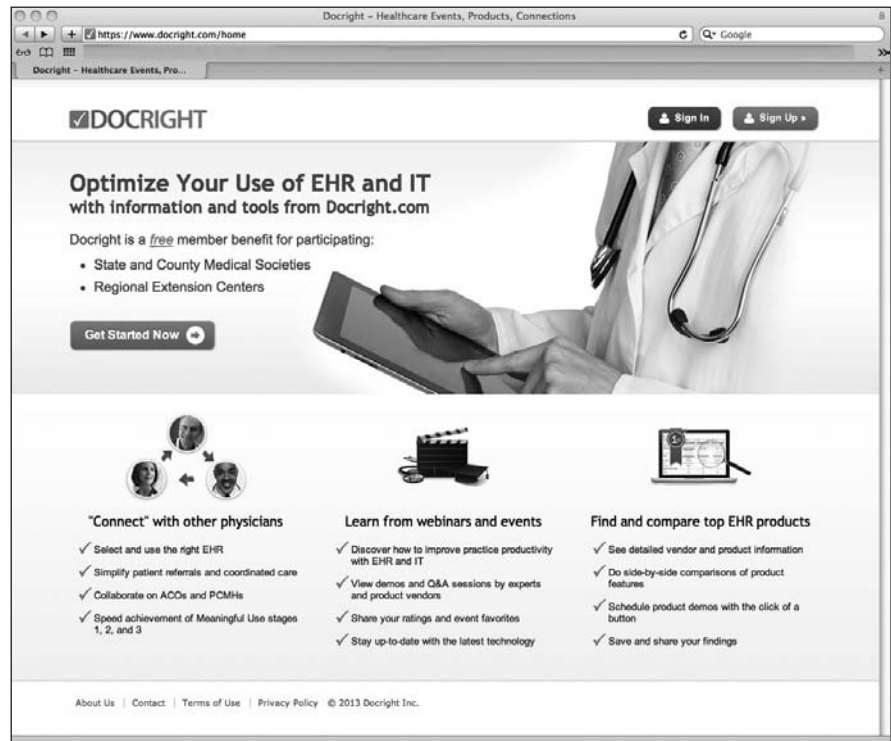 Docright – Healthcare Events, Products, Connections
https://www.docright.com/home
Google
Docright – Healthcare Events, Pro...
DOCRIGHT
Sign In
Sign Up »
Optimize Your Use of EHR and IT
with information and tools from Docright.com
Docright is a free member benefit for participating:
• State and County Medical Societies
• Regional Extension Centers
Get Started Now
"Connect" with other physicians
Select and use the right EHR
Simplify patient referrals and coordinated care
Collaborate on ACOs and PCMHs
Speed achievement of Meaningful Use stages
1, 2, and 3
Learn from webinars and events
Discover how to improve practice productivity
with EHR and IT
View demos and Q&A sessions by experts
and product vendors
Share your ratings and event favorites
Stay up-to-date with the latest technology
Find and compare top EHR products
See detailed vendor and product information
Do side-by-side comparisons of product
features
Schedule product demos with the click of a
button
Save and share your findings
About Us | Contact | Terms of Use | Privacy Policy © 2013 Docright Inc.